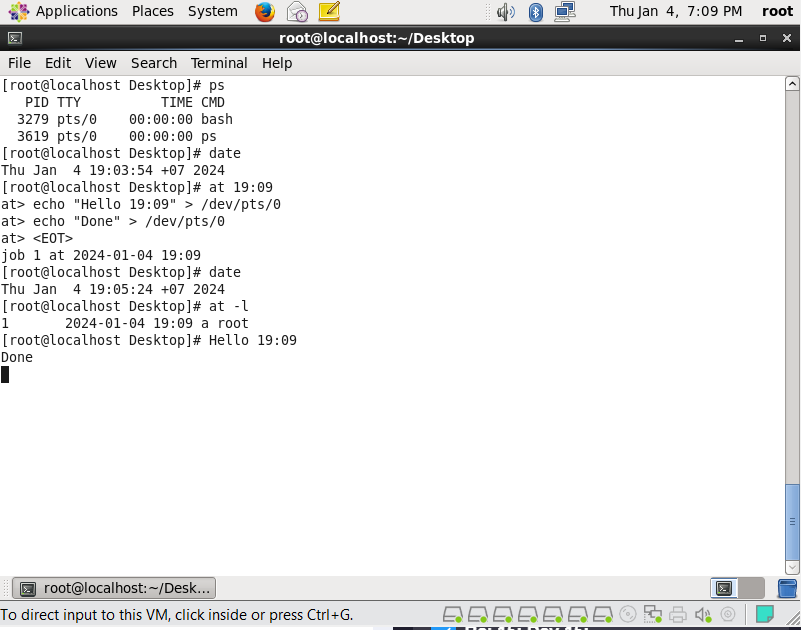 Applications Places System Thu Jan 4, 7:09 PM root
root@localhost:~/Desktop
File Edit View Search Terminal Help
[root@localhost Desktop]# ps
  PID TTY          TIME CMD
 3279 pts/0    00:00:00 bash
 3619 pts/0    00:00:00 ps
[root@localhost Desktop]# date
Thu Jan  4 19:03:54 +07 2024
[root@localhost Desktop]# at 19:09
at> echo "Hello 19:09" > /dev/pts/0
at> echo "Done" > /dev/pts/0
at> <EOT>
job 1 at 2024-01-04 19:09
[root@localhost Desktop]# date
Thu Jan  4 19:05:24 +07 2024
[root@localhost Desktop]# at -l
1       2024-01-04 19:09 a root
[root@localhost Desktop]# Hello 19:09
Done
root@localhost:~/Desk...
To direct input to this VM, click inside or press Ctrl+G.